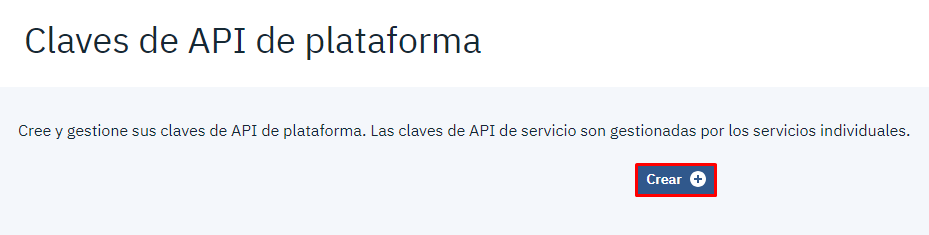 Claves de API de plataforma
Cree y gestione sus claves de API de plataforma. Las claves de API de servicio son gestionadas por los servicios individuales.
Crear